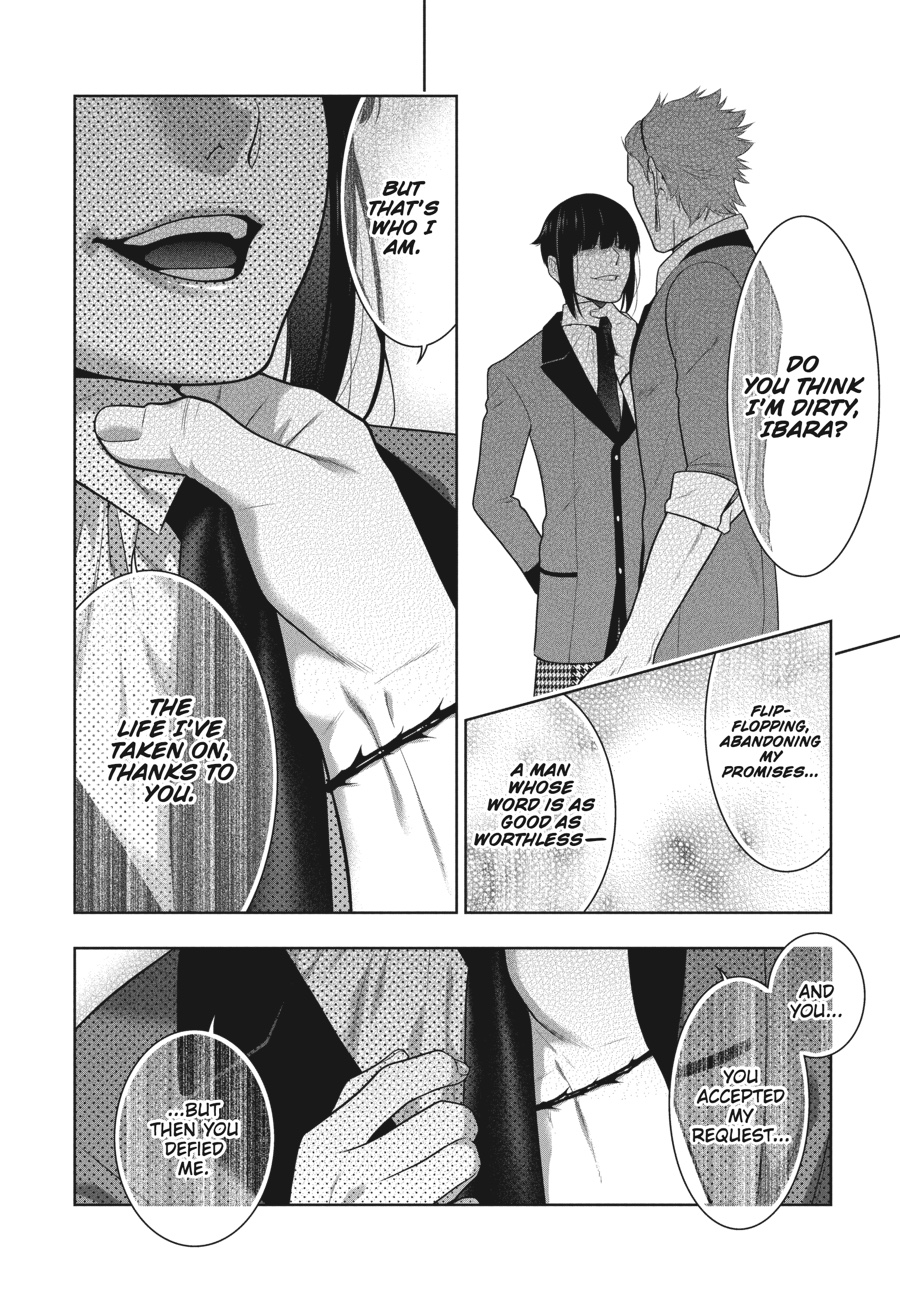 DO
YOU THINK
I'M DIRTY,
IBARA?
FLIP-
FLOPPING,
ABANDONING
MY
PROMISES...
A MAN
WHOSE
WORD IS AS
GOOD AS
WORTHLESS—
BUT
THAT'S
WHO I
AM.
THE
LIFE I'VE
TAKEN ON,
THANKS TO
YOU.
AND
YOU...
YOU
ACCEPTED
MY
REQUEST...
...BUT
THEN YOU
DEFIED
ME.